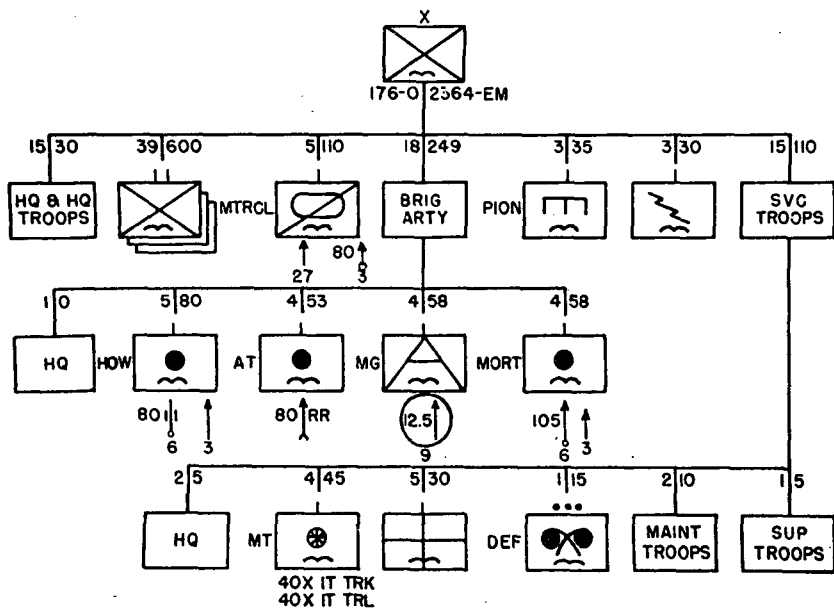 X
176-0 2364-EM
15 30
39 600
5 110
18 249
3 35
3 30
15 110
HQ & HQ TROOPS
MTRCL
BRIG ARTY
PION
SVC TROOPS
80
27
3
1 0
5 80
4 53
4 58
4 58
HQ
HOW
AT
MG
MORT
80
6
3
80 RR
12.5
9
105
6
3
2 5
4 45
5 30
1 15
2 10
1 5
HQ
MT
DEF
MAINT TROOPS
SUP TROOPS
40X IT TRK
40X IT TRL